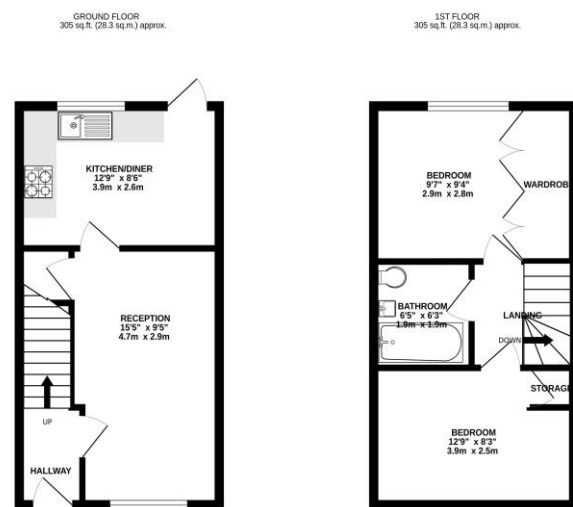 GROUND FLOOR
305 sq.ft. (28.3 sq.m.) approx.
KITCHEN/DINER
12'9" x 8'6"
3.9m x 2.6m
RECEPTION
15'5" x 9'5"
4.7m x 2.9m
UP
HALLWAY
1ST FLOOR
305 sq.ft. (28.3 sq.m.) approx.
BEDROOM
9'7" x 9'4"
2.9m x 2.8m
WARDROB
BATHROOM
6'5" x 6'3"
1.9m x 1.9m
LANDING
DOWN
STORAGE
BEDROOM
12'9" x 8'3"
3.9m x 2.5m